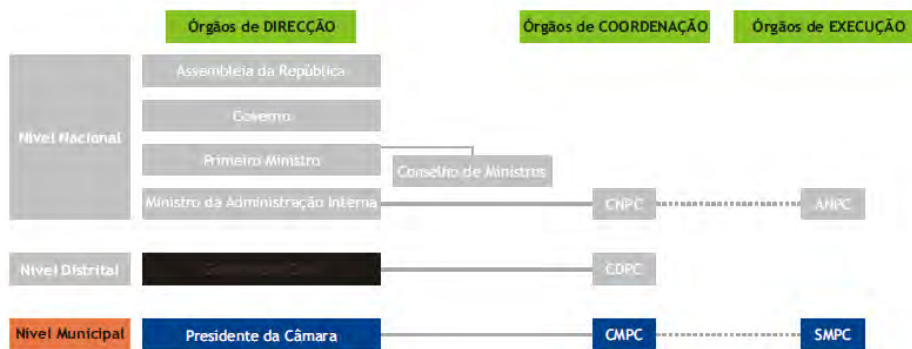 Órgãos de DIRECÇÃO
Órgãos de COORDENAÇÃO
Órgãos de EXECUÇÃO
Nível Nacional
Assembleia da República
Governo
Primeiro Ministro
Conselho de Ministros
Ministro da Administração Interna
CNPC
ANPC
Nível Distrital
CDPC
Nível Municipal
Presidente da Câmara
CMPC
SMPC